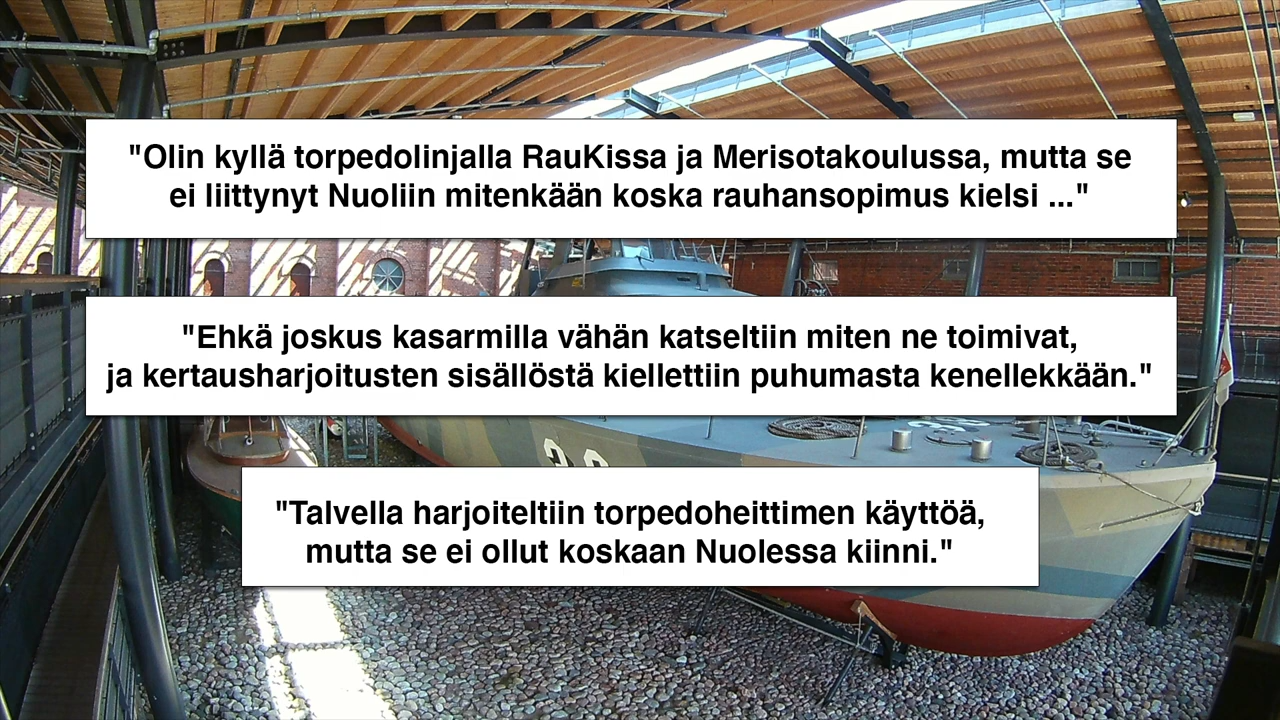 "Olin kyllä torpedolinjalla RauKissa ja Merisotakoulussa, mutta se
ei liittynyt Nuoliin mitenkään koska rauhansopimus kielsi ..."
"Ehkä joskus kasarmilla vähän katseltiin miten ne toimivat,
ja kertausharjoitusten sisällöstä kiellettiin puhumasta kenellekkään."
"Talvella harjoiteltiin torpedoheittimen käyttöä,
mutta se ei ollut koskaan Nuolessa kiinni."